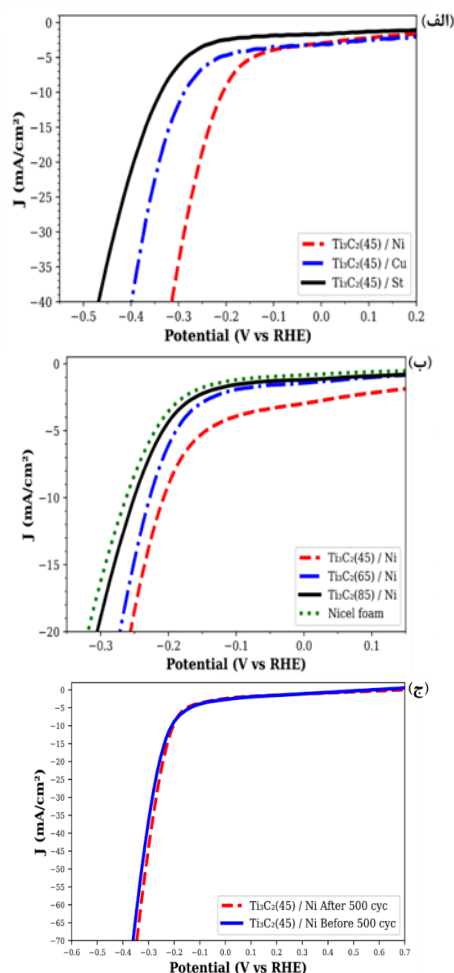 (الف)
0
-5
-10
-15
-20
-25
-30
-35
-40
J (mA/cm²)
Ti₃C₂(45) / Ni
Ti₃C₂(45) / Cu
Ti₃C₂(45) / St
-0.5 -0.4 -0.3 -0.2 -0.1 0.0 0.1 0.2
Potential (V vs RHE)
(ب)
0
-5
-10
-15
-20
J (mA/cm²)
Ti₃C₂(45) / Ni
Ti₃C₂(65) / Ni
Ti₃C₂(85) / Ni
Nicel foam
-0.3 -0.2 -0.1 0.0 0.1
Potential (V vs RHE)
(ج)
0
-5
-10
-15
-20
-25
-30
-35
-40
-45
-50
-55
-60
-65
-70
J (mA/cm²)
Ti₃C₂(45) / Ni After 500 cyc
Ti₃C₂(45) / Ni Before 500 cyc
-0.6 -0.5 -0.4 -0.3 -0.2 -0.1 0.0 0.1 0.2 0.3 0.4 0.5 0.6 0.7
Potential (V vs RHE)